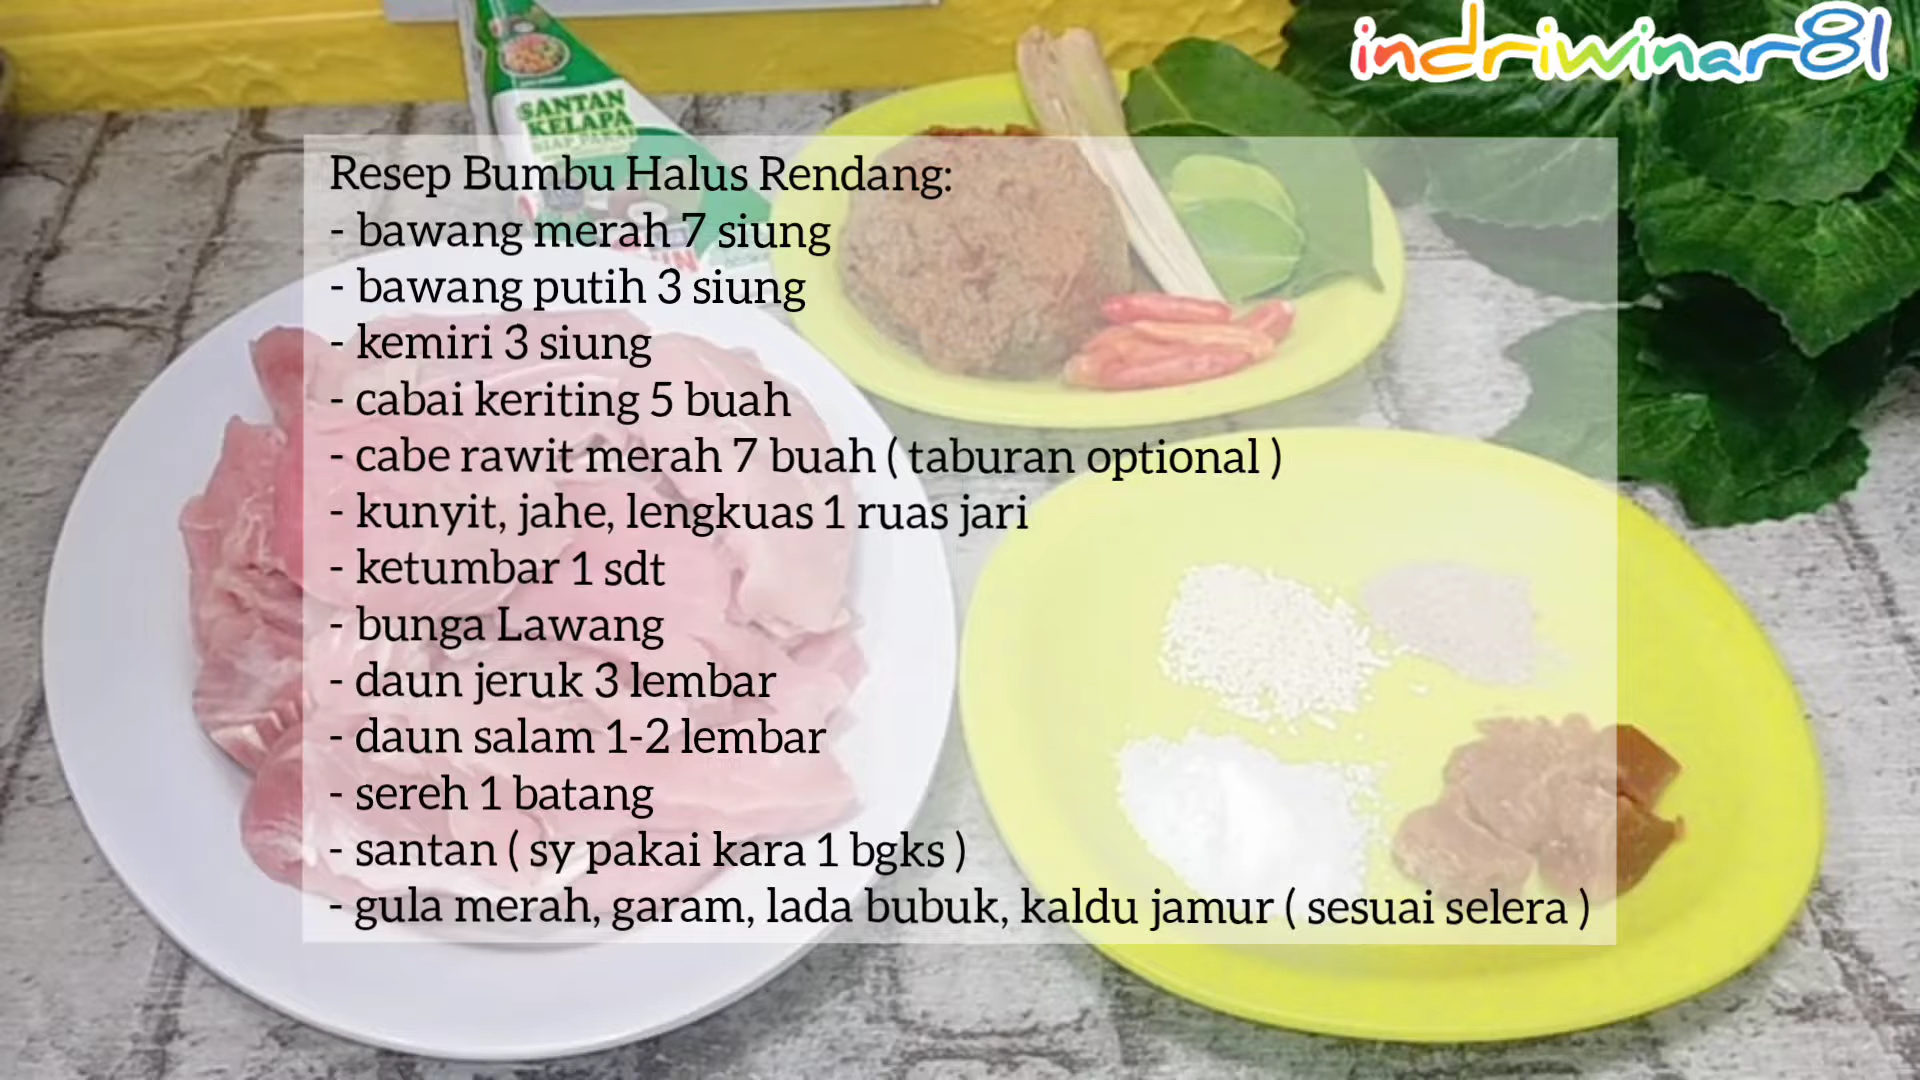 indriwinar81
SANTAN
KELAPA
SIAP PAKAI
Resep Bumbu Halus Rendang:
- bawang merah 7 siung
- bawang putih 3 siung
- kemiri 3 siung
- cabai keriting 5 buah
- cabe rawit merah 7 buah ( taburan optional )
- kunyit, jahe, lengkuas 1 ruas jari
- ketumbar 1 sdt
- bunga Lawang
- daun jeruk 3 lembar
- daun salam 1-2 lembar
- sereh 1 batang
- santan ( sy pakai kara 1 bgks )
- gula merah, garam, lada bubuk, kaldu jamur ( sesuai selera )